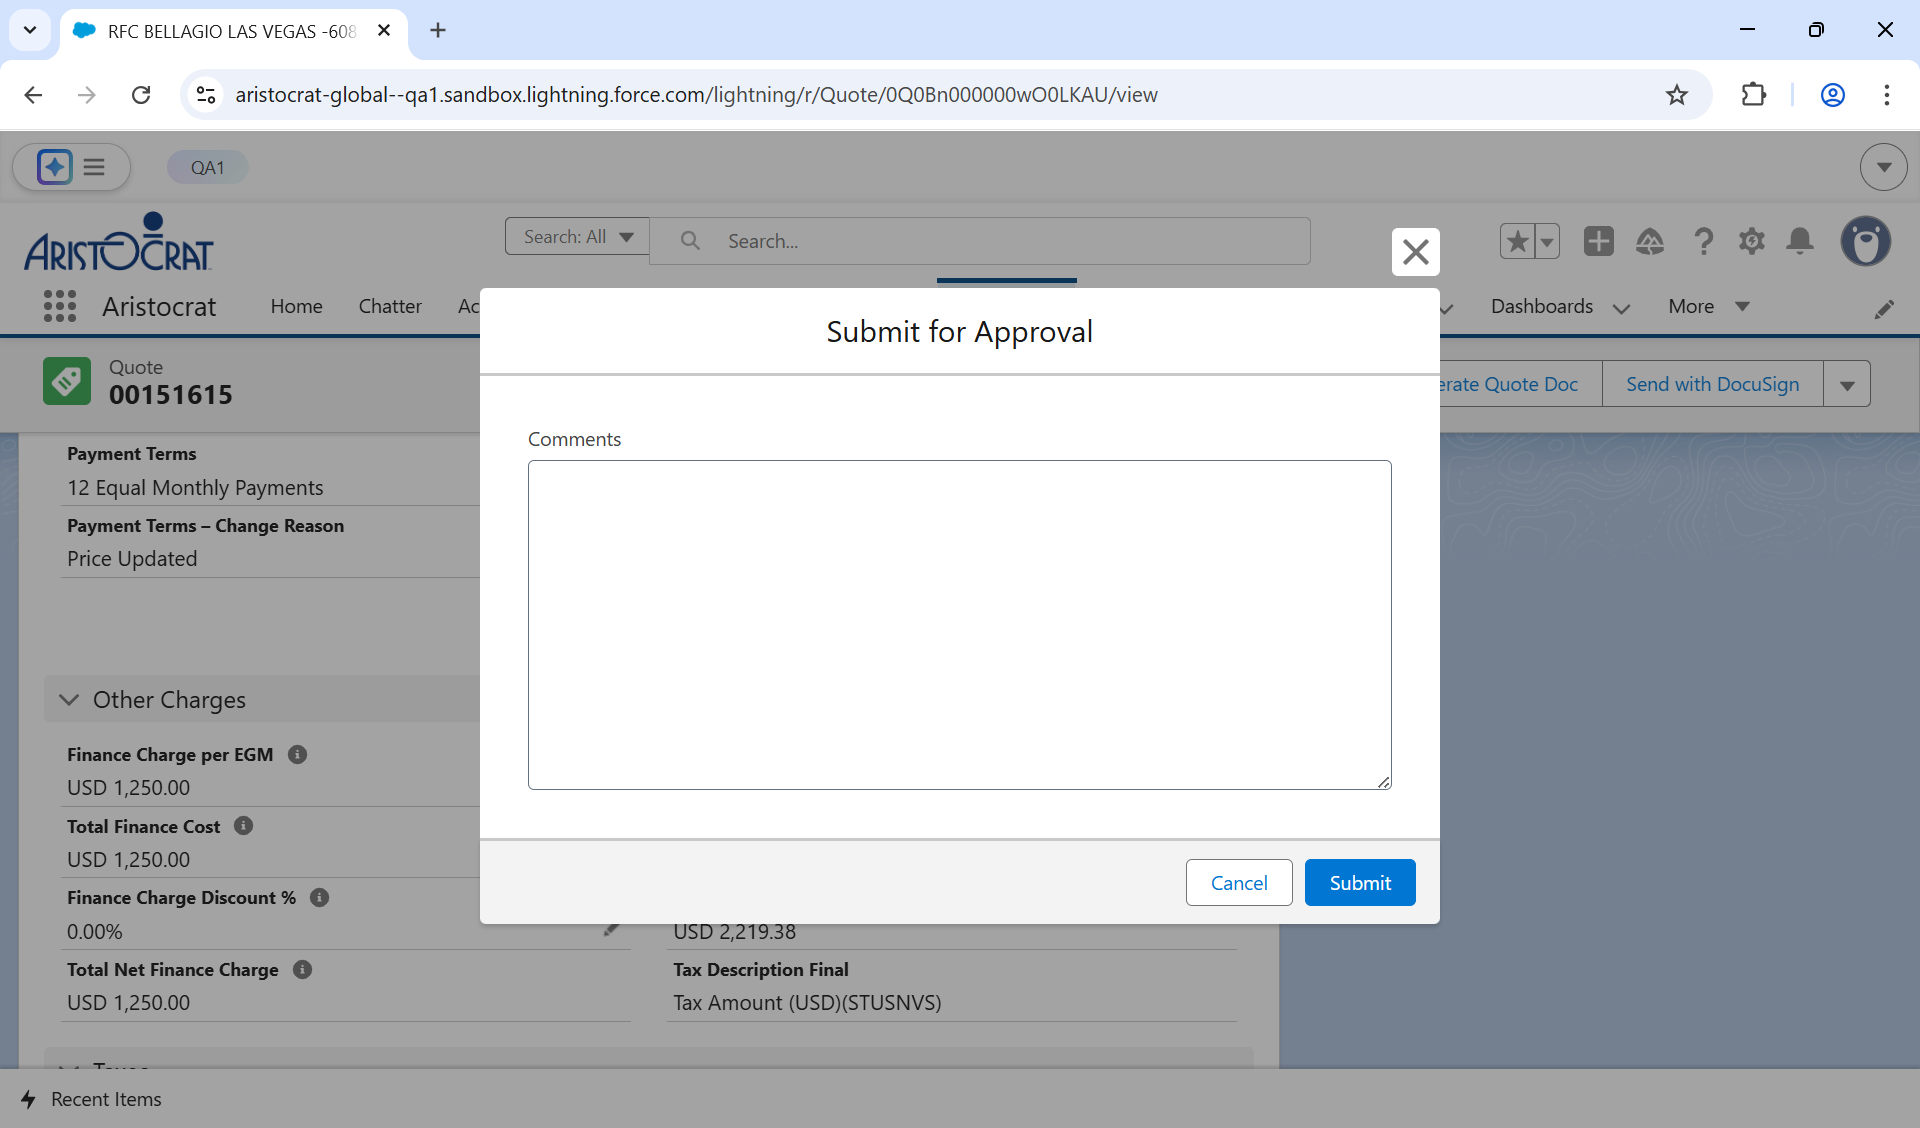 RFC BELLAGIO LAS VEGAS -608
aristocrat-global--qa1.sandbox.lightning.force.com/lightning/r/Quote/0Q0Bn000000wO0LKAU/view
QA1
ARISTOCRAT
Search: All
Search...
Aristocrat
Home
Chatter
Ac
Dashboards
More
Quote
00151615
erate Quote Doc
Send with DocuSign
Submit for Approval
Comments
Cancel
Submit
Payment Terms
12 Equal Monthly Payments
Payment Terms – Change Reason
Price Updated
Other Charges
Finance Charge per EGM
USD 1,250.00
Total Finance Cost
USD 1,250.00
Finance Charge Discount %
0.00%
USD 2,219.38
Total Net Finance Charge
USD 1,250.00
Tax Description Final
Tax Amount (USD)(STUSNVS)
Recent Items